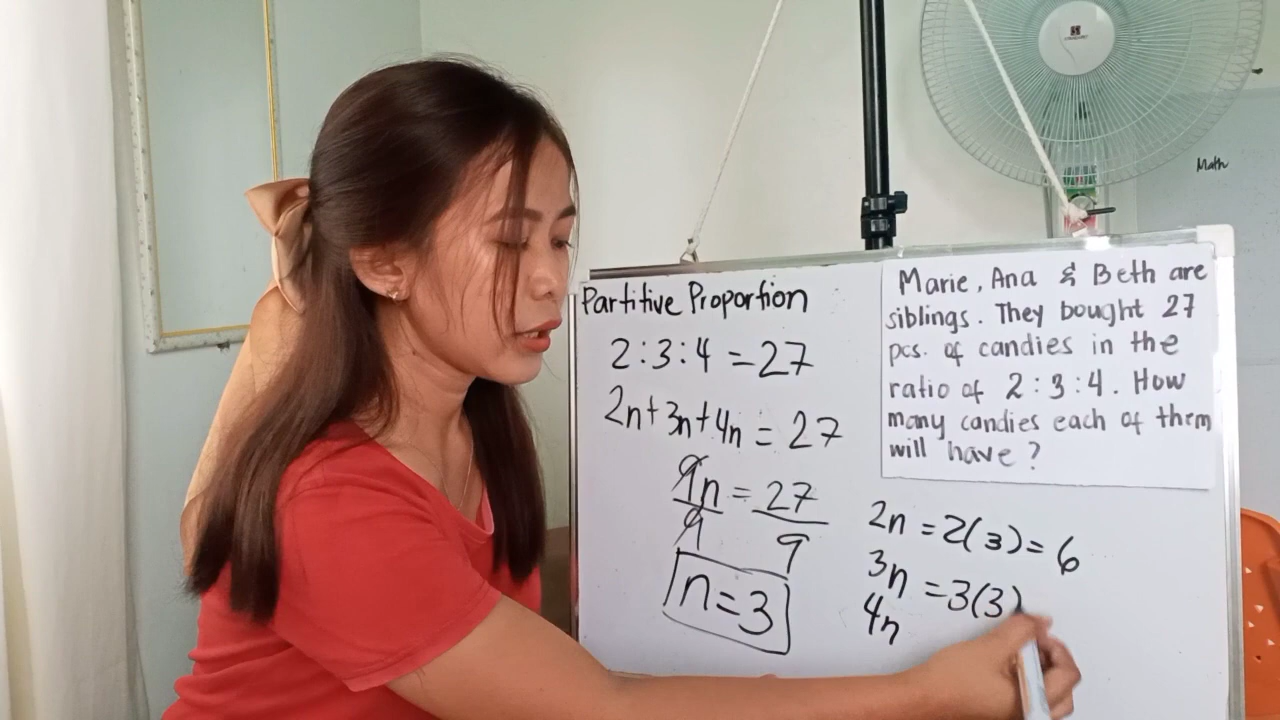 Math
Partitive Proportion
2:3:4 = 27
2n+3n+4n = 27
9n = 27
9 9
n=3
Marie, Ana & Beth are
siblings. They bought 27
pcs. of candies in the
ratio of 2:3:4. How
many candies each of them
will have?
2n = 2(3) = 6
3n = 3(3)
4n